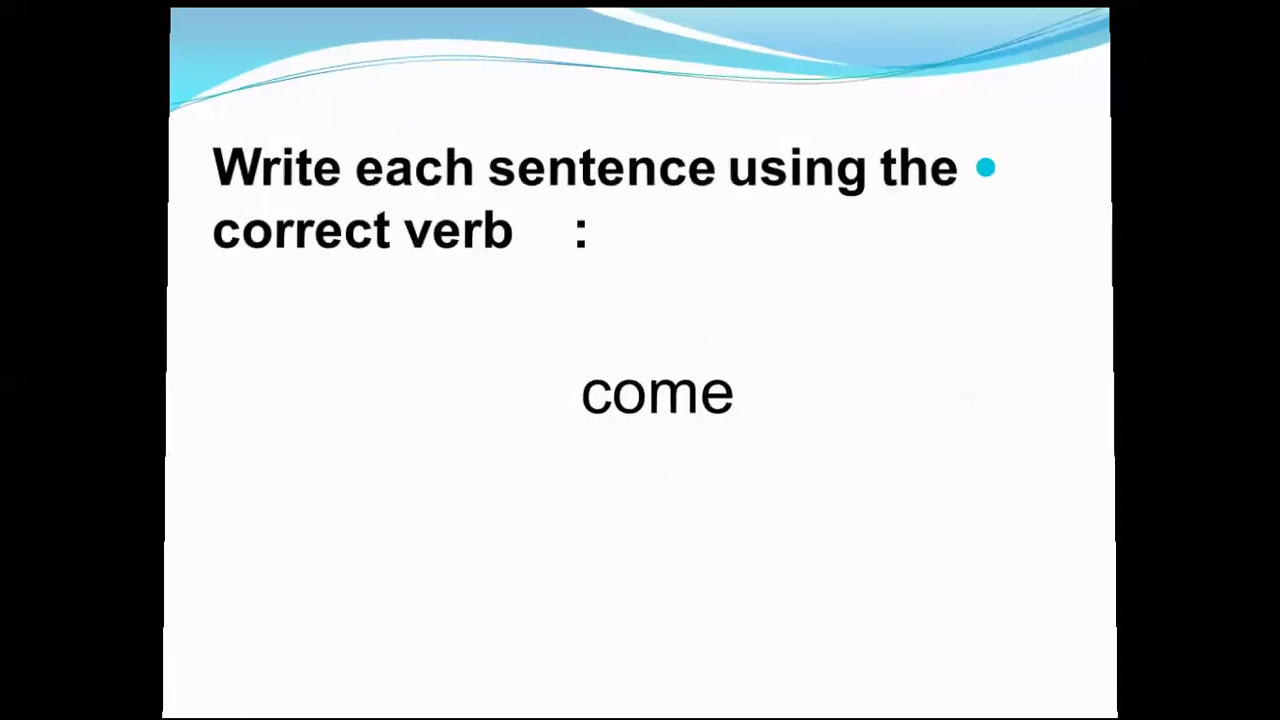 Write each sentence using the •
correct verb :
come